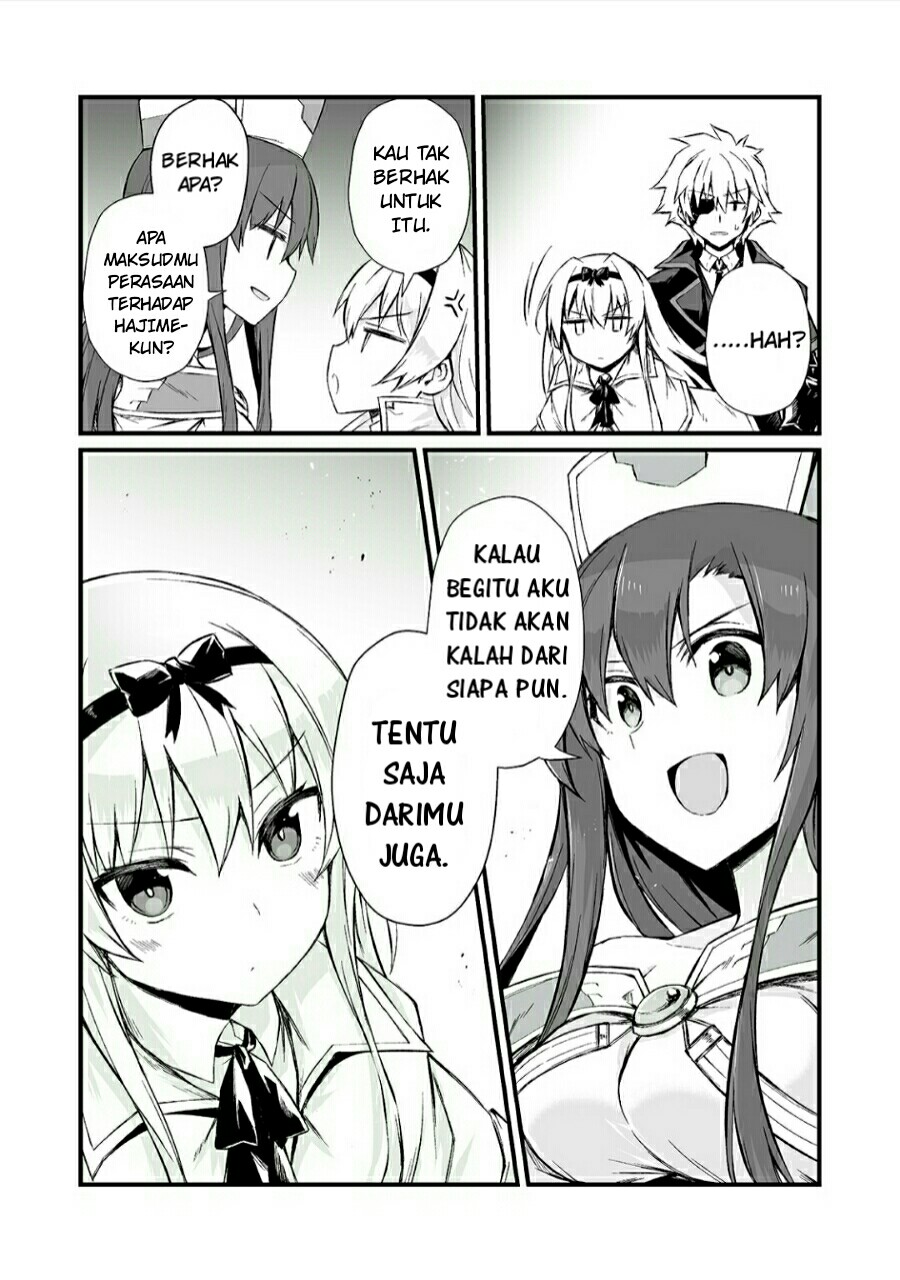 .....HAH?
KAU TAK
BERHAK
UNTUK
ITU.
BERHAK
APA?
APA
MAKSUDMU
PERASAAN
TERHADAP
HAJIME-
KUN?
KALAU
BEGITU AKU
TIDAK AKAN
KALAH DARI
SIAPA PUN.
TENTU
SAJA
DARIMU
JUGA.